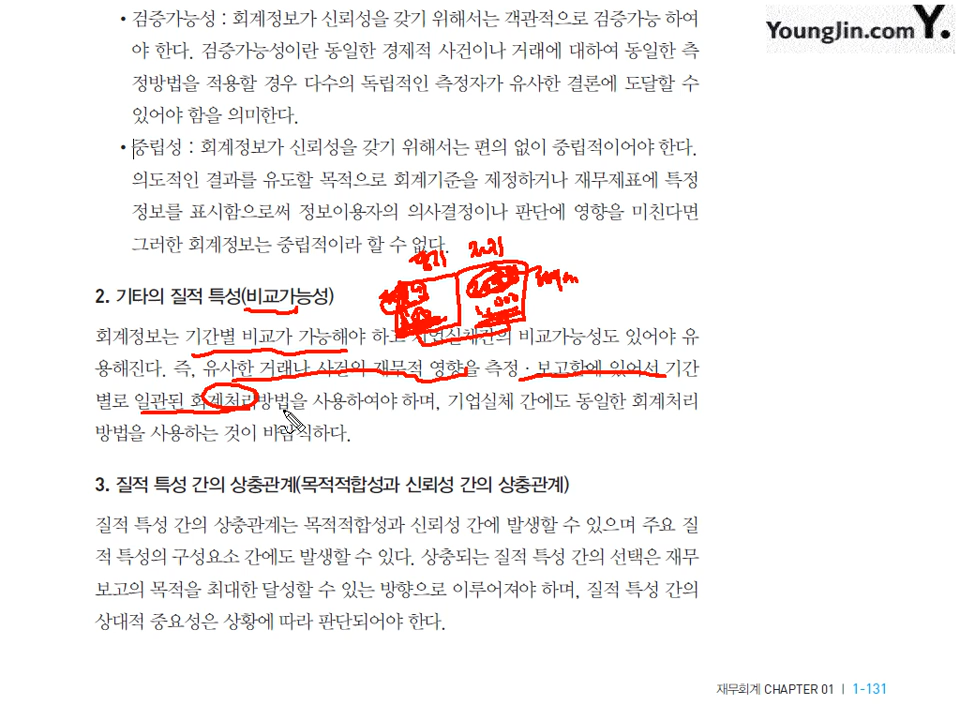 YoungJin.com Y.
• 검증가능성 : 회계정보가 신뢰성을 갖기 위해서는 객관적으로 검증가능 하여
야 한다. 검증가능성이란 동일한 경제적 사건이나 거래에 대하여 동일한 측
정방법을 적용할 경우 다수의 독립적인 측정자가 유사한 결론에 도달할 수
있어야 함을 의미한다.
• 중립성 : 회계정보가 신뢰성을 갖기 위해서는 편의 없이 중립적이어야 한다.
의도적인 결과를 유도할 목적으로 회계기준을 제정하거나 재무제표에 특정
정보를 표시함으로써 정보이용자의 의사결정이나 판단에 영향을 미친다면
그러한 회계정보는 중립적이라 할 수 없다.
당기 전기
2. 기타의 질적 특성(비교가능성)
회계정보는 기간별 비교가 가능해야 하고 기업실체간의 비교가능성도 있어야 유
용해진다. 즉, 유사한 거래나 사건의 재무적 영향을 측정 · 보고함에 있어서 기간
별로 일관된 회계처리방법을 사용하여야 하며, 기업실체 간에도 동일한 회계처리
방법을 사용하는 것이 바람직하다.
3. 질적 특성 간의 상충관계(목적적합성과 신뢰성 간의 상충관계)
질적 특성 간의 상충관계는 목적적합성과 신뢰성 간에 발생할 수 있으며 주요 질
적 특성의 구성요소 간에도 발생할 수 있다. 상충되는 질적 특성 간의 선택은 재무
보고의 목적을 최대한 달성할 수 있는 방향으로 이루어져야 하며, 질적 특성 간의
상대적 중요성은 상황에 따라 판단되어야 한다.
재무회계 CHAPTER 01 | 1-131